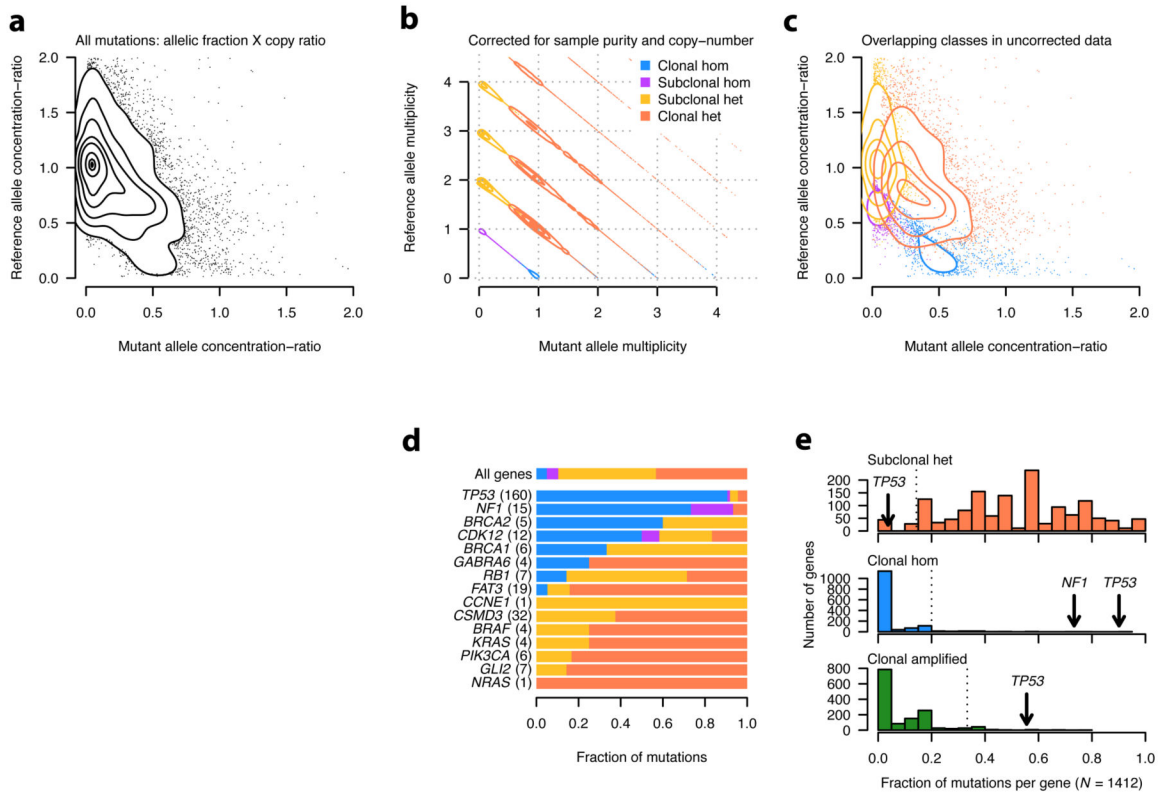 a
All mutations: allelic fraction X copy ratio
Reference allele concentration−ratio
2.0
1.5
1.0
0.5
0.0
0.0 0.5 1.0 1.5 2.0
Mutant allele concentration−ratio
b
Corrected for sample purity and copy−number
Clonal hom
Subclonal hom
Subclonal het
Clonal het
Reference allele multiplicity
4
3
2
1
0
0 1 2 3 4
Mutant allele multiplicity
c
Overlapping classes in uncorrected data
Reference allele concentration−ratio
2.0
1.5
1.0
0.5
0.0
0.0 0.5 1.0 1.5 2.0
Mutant allele concentration−ratio
d
All genes
TP53 (160)
NF1 (15)
BRCA2 (5)
CDK12 (12)
BRCA1 (6)
GABRA6 (4)
RB1 (7)
FAT3 (19)
CCNE1 (1)
CSMD3 (32)
BRAF (4)
KRAS (4)
PIK3CA (6)
GLI2 (7)
NRAS (1)
0.0 0.2 0.4 0.6 0.8 1.0
Fraction of mutations
e
Number of genes
Subclonal het
TP53
200
150
100
50
0
Clonal hom
NF1 TP53
1000
800
600
400
200
0
Clonal amplified
TP53
800
600
400
200
0
0.0 0.2 0.4 0.6 0.8 1.0
Fraction of mutations per gene (N = 1412)